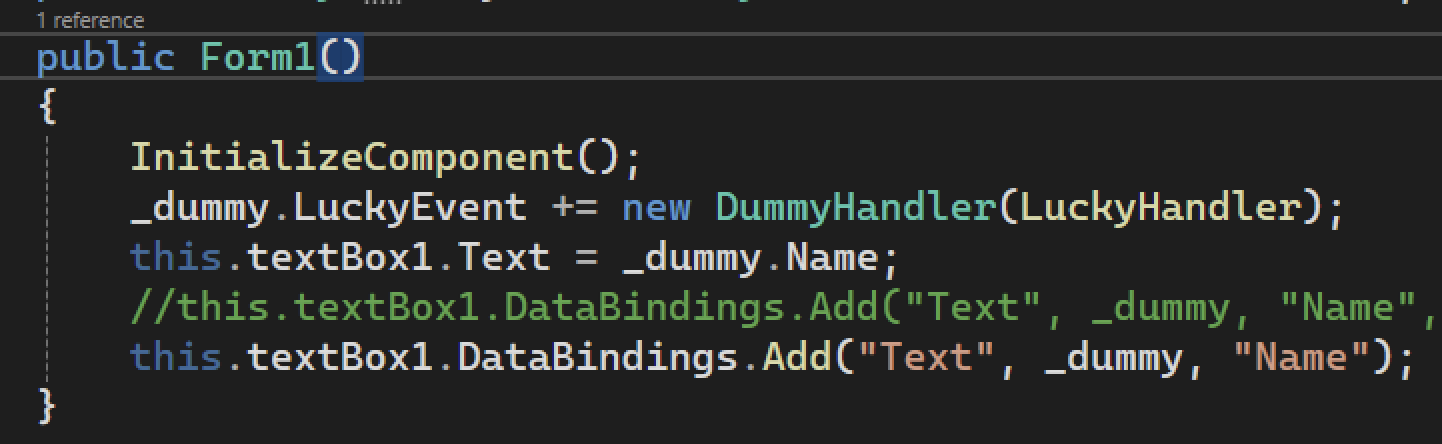 1 reference
public Form1()
{
InitializeComponent();
_dummy.LuckyEvent += new DummyHandler(LuckyHandler);
this.textBox1.Text = _dummy.Name;
//this.textBox1.DataBindings.Add("Text", _dummy, "Name",
this.textBox1.DataBindings.Add("Text", _dummy, "Name");
}